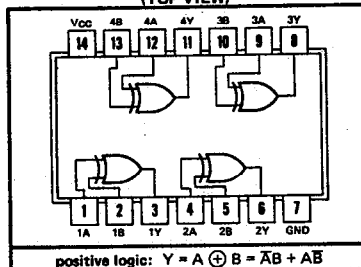 (TOP VIEW)
VCC 4B 4A 4Y 3B 3A 3Y
14 13 12 11 10 9 8
1 2 3 4 5 6 7
1A 1B 1Y 2A 2B 2Y GND
positive logic: Y = A ⊕ B = A̅B + AB̅